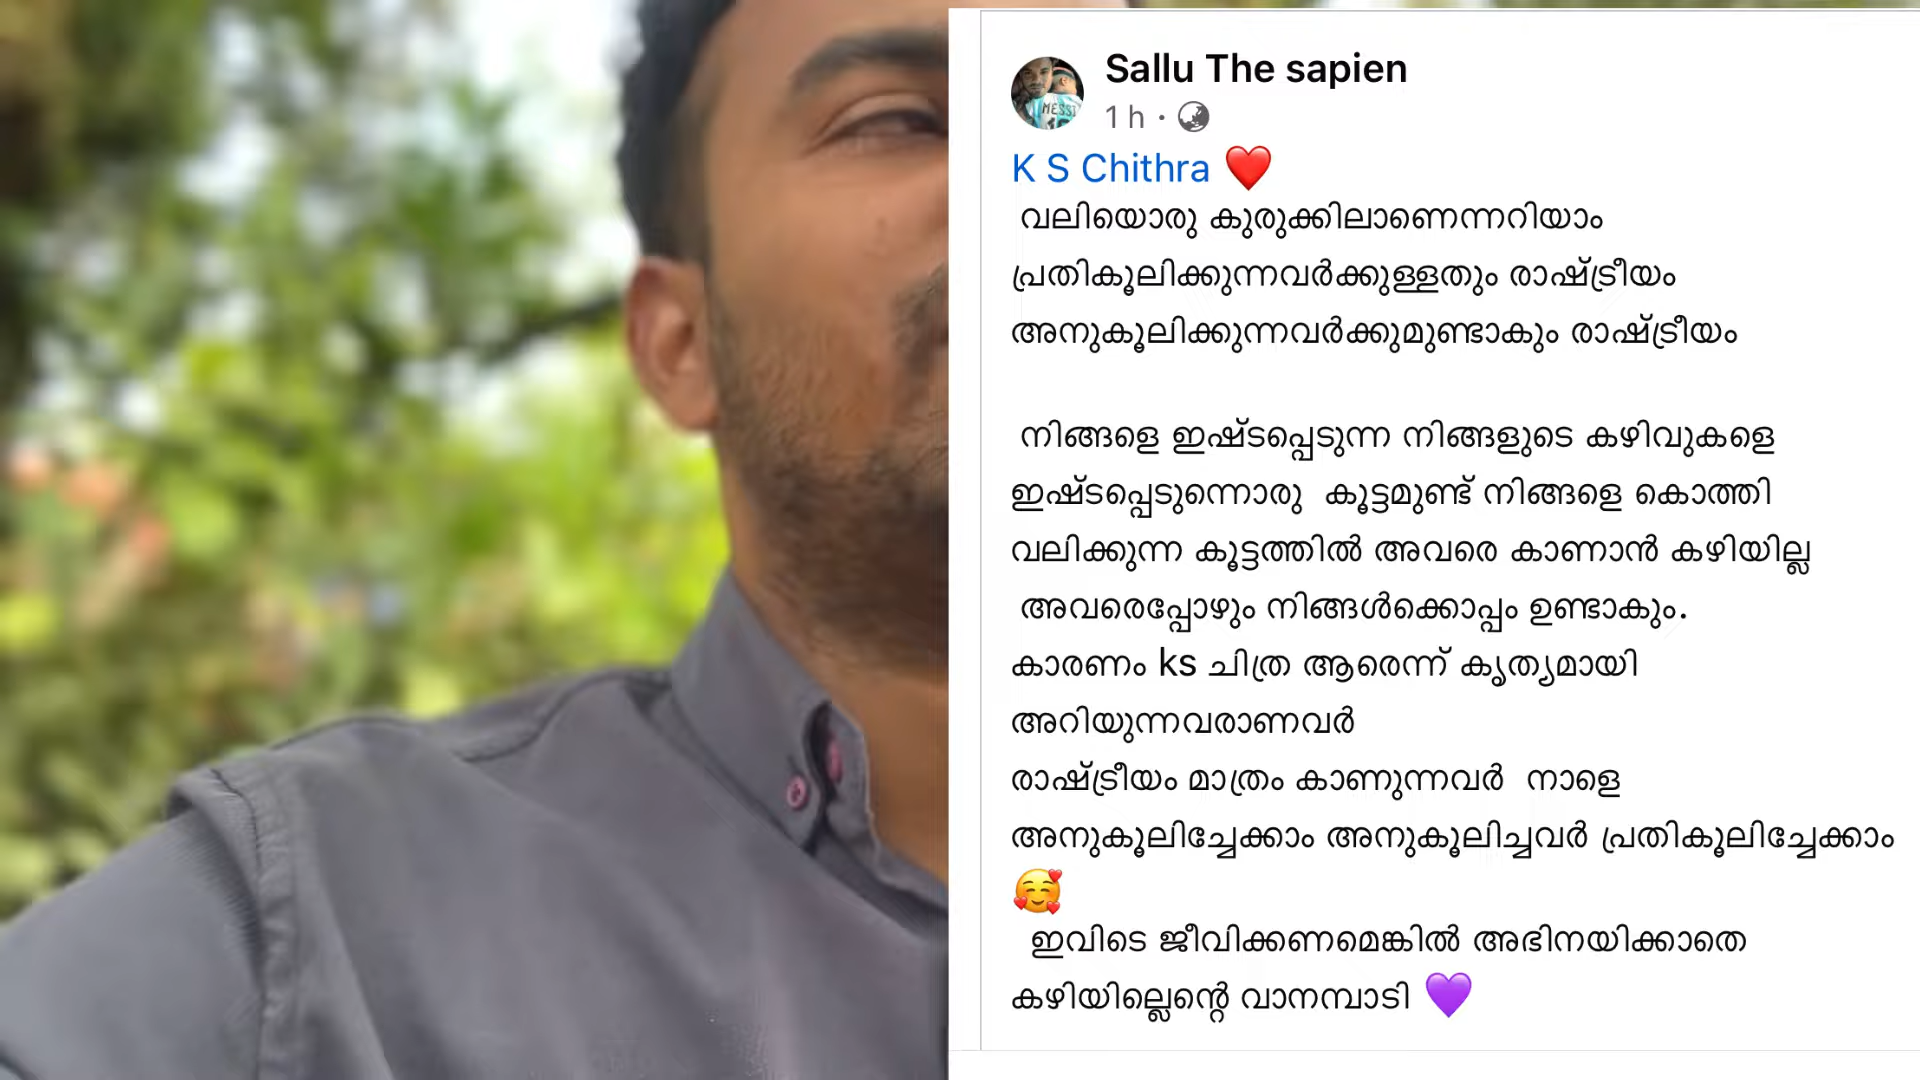 Sallu The sapien
1 h ·
K S Chithra ❤️
വലിയൊരു കുരുക്കിലാണെന്നറിയാം
പ്രതികൂലിക്കുന്നവർക്കുള്ളതും രാഷ്ട്രീയം
അനുകൂലിക്കുന്നവർക്കുമുണ്ടാകും രാഷ്ട്രീയം
നിങ്ങളെ ഇഷ്ടപ്പെടുന്ന നിങ്ങളുടെ കഴിവുകളെ
ഇഷ്ടപ്പെടുന്നൊരു കൂട്ടമുണ്ട് നിങ്ങളെ കൊത്തി
വലിക്കുന്ന കൂട്ടത്തിൽ അവരെ കാണാൻ കഴിയില്ല
അവരെപ്പോഴും നിങ്ങൾക്കൊപ്പം ഉണ്ടാകും.
കാരണം ks ചിത്ര ആരെന്ന് കൃത്യമായി
അറിയുന്നവരാണവർ
രാഷ്ട്രീയം മാത്രം കാണുന്നവർ നാളെ
അനുകൂലിച്ചേക്കാം അനുകൂലിച്ചവർ പ്രതികൂലിച്ചേക്കാം
🥰
ഇവിടെ ജീവിക്കണമെങ്കിൽ അഭിനയിക്കാതെ
കഴിയില്ലെന്റെ വാനമ്പാടി 💜
MESSI
10